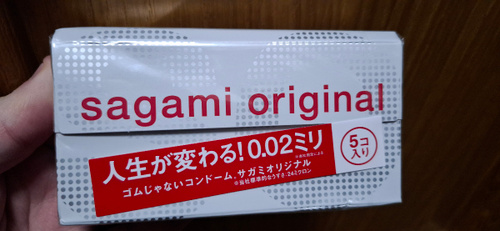 sagami original
人生が変わる!0.02ミリ
ゴムじゃないコンドーム、サガミオリジナル
5コ
入り